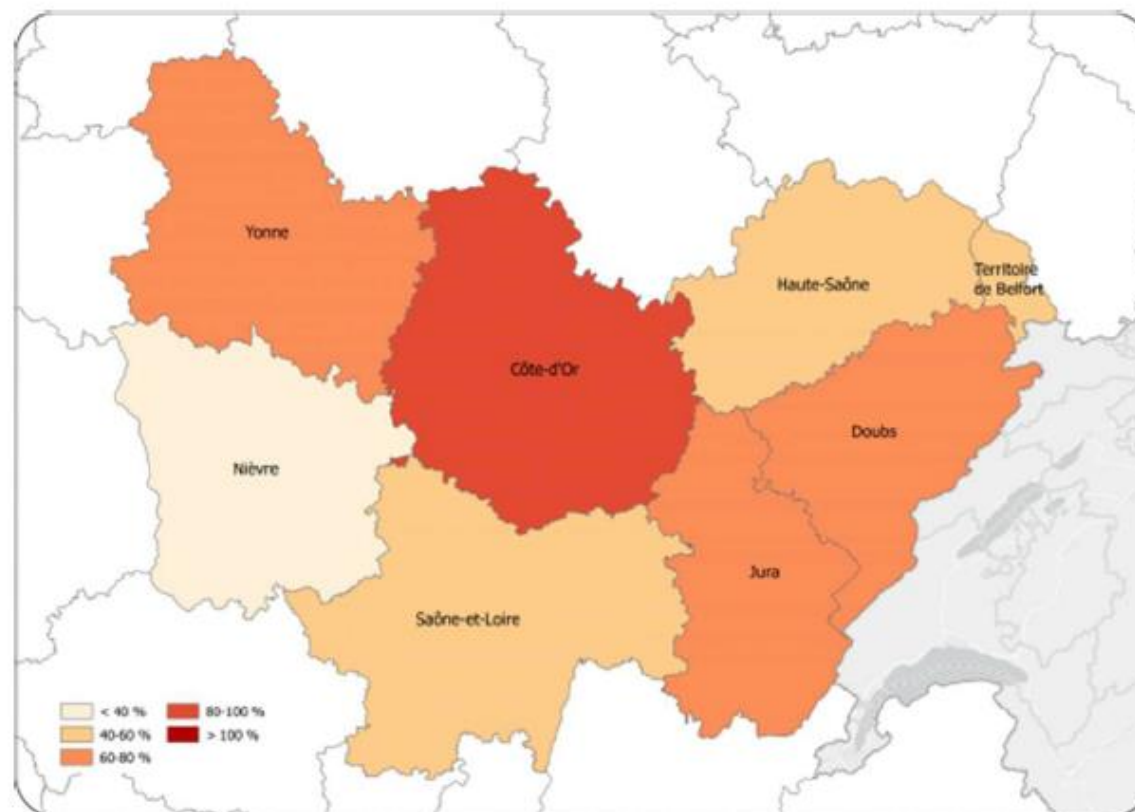 Yonne
Côte-d'Or
Haute-Saône
Territoire
de Belfort
Doubs
Nièvre
Jura
Saône-et-Loire
< 40 %
40-60 %
60-80 %
80-100 %
> 100 %